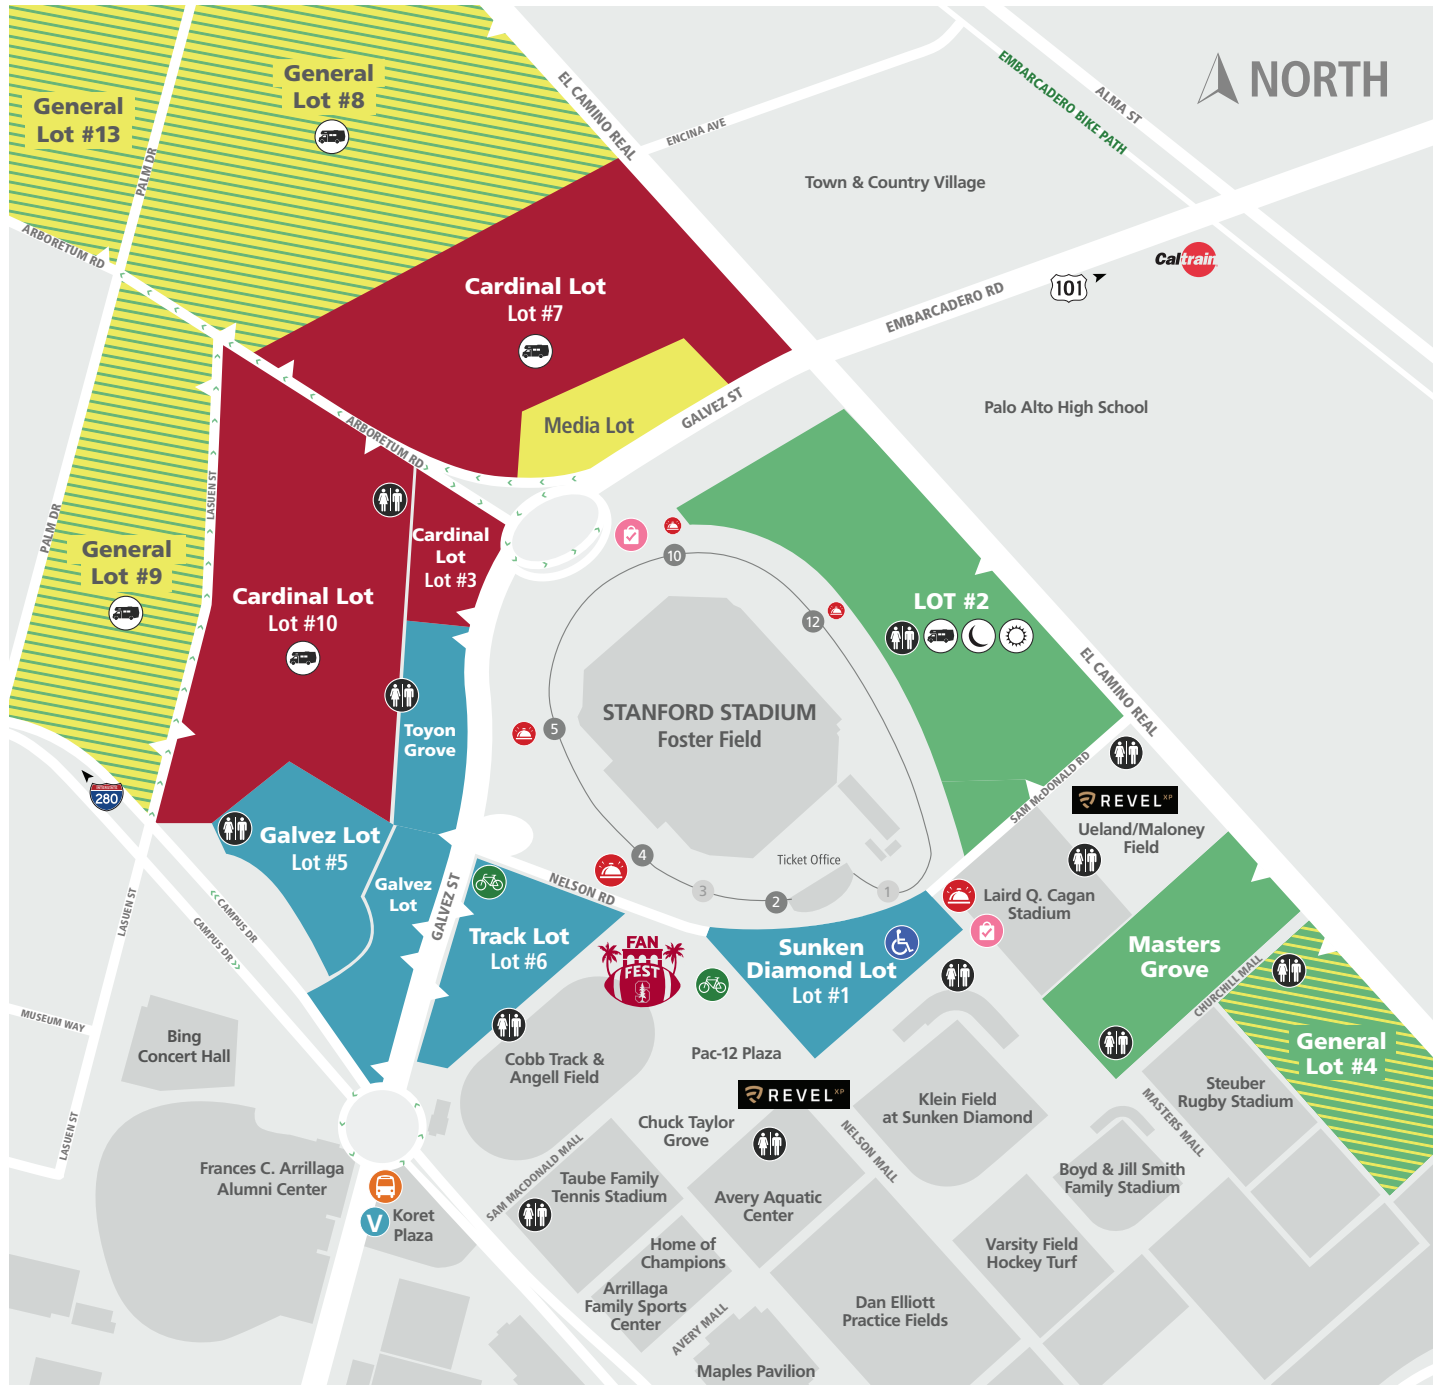 General
Lot #8
General
Lot #13
EL CAMINO REAL
ENCINA AVE
EMBARCADERO BIKE PATH
ALMA ST
NORTH
PALM DR
Town & Country Village
ARBORETUM RD
Caltrain
101
EMBARCADERO RD
Cardinal Lot
Lot #7
Media Lot
GALVEZ ST
Palo Alto High School
ARBORETUM RD
LASUEN ST
PALM DR
General
Lot #9
Cardinal Lot
Lot #10
Cardinal
Lot
Lot #3
10
12
LOT #2
EL CAMINO REAL
STANFORD STADIUM
Foster Field
5
Toyon
Grove
INTERSTATE
280
SAM McDONALD RD
REVEL XP
Ueland/Maloney
Field
Galvez Lot
Lot #5
Galvez
Lot
GALVEZ ST
NELSON RD
4
3
2
1
Ticket Office
Laird Q. Cagan
Stadium
LASUEN ST
CAMPUS DR
CAMPUS DR
Track Lot
Lot #6
FAN
FEST
S
Sunken
Diamond Lot
Lot #1
Masters
Grove
CHURCHILL MALL
General
Lot #4
MUSEUM WAY
Bing
Concert Hall
Cobb Track &
Angell Field
Pac-12 Plaza
REVEL XP
Klein Field
at Sunken Diamond
Steuber
Rugby Stadium
MASTERS MALL
Chuck Taylor
Grove
NELSON MALL
LASUEN ST
Frances C. Arrillaga
Alumni Center
SAM MACDONALD MALL
Taube Family
Tennis Stadium
Avery Aquatic
Center
Boyd & Jill Smith
Family Stadium
V
Koret
Plaza
Home of
Champions
Varsity Field
Hockey Turf
Arrillaga
Family Sports
Center
AVERY MALL
Dan Elliott
Practice Fields
Maples Pavilion